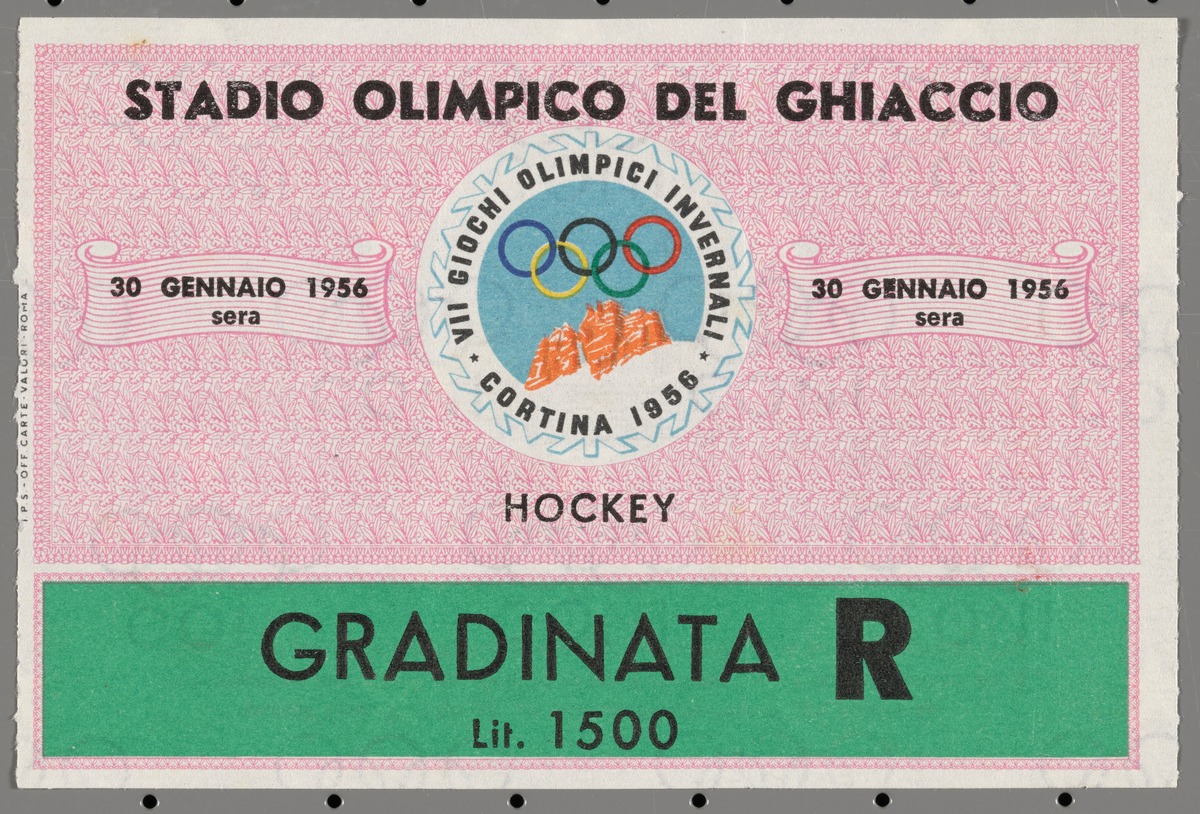 STADIO OLIMPICO DEL GHIACCIO
VII GIOCHI OLIMPICI INVERNALI
★ CORTINA 1956 ★
30 GENNAIO 1956
sera
30 GENNAIO 1956
sera
HOCKEY
GRADINATA R
Lit. 1500
I.P.S - OFF. CARTE - VALORI - ROMA